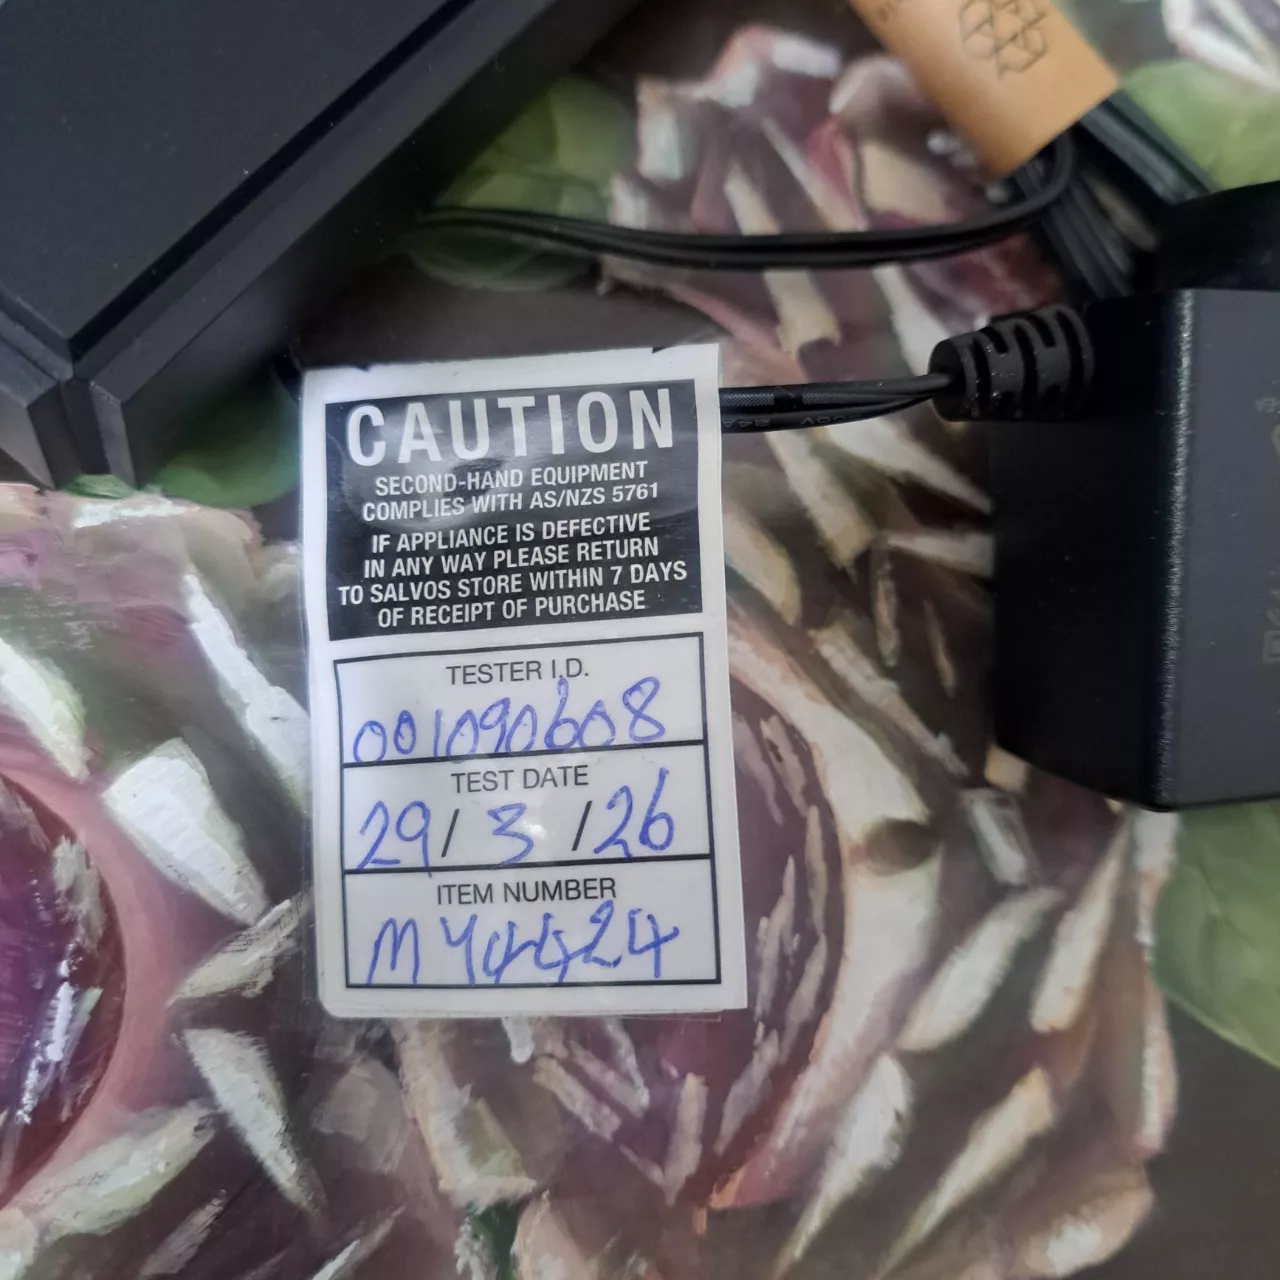 CAUTION
SECOND-HAND EQUIPMENT
COMPLIES WITH AS/NZS 5761
IF APPLIANCE IS DEFECTIVE
IN ANY WAY PLEASE RETURN
TO SALVOS STORE WITHIN 7 DAYS
OF RECEIPT OF PURCHASE
TESTER I.D.
001090608
TEST DATE
29/3/26
ITEM NUMBER
MY44424